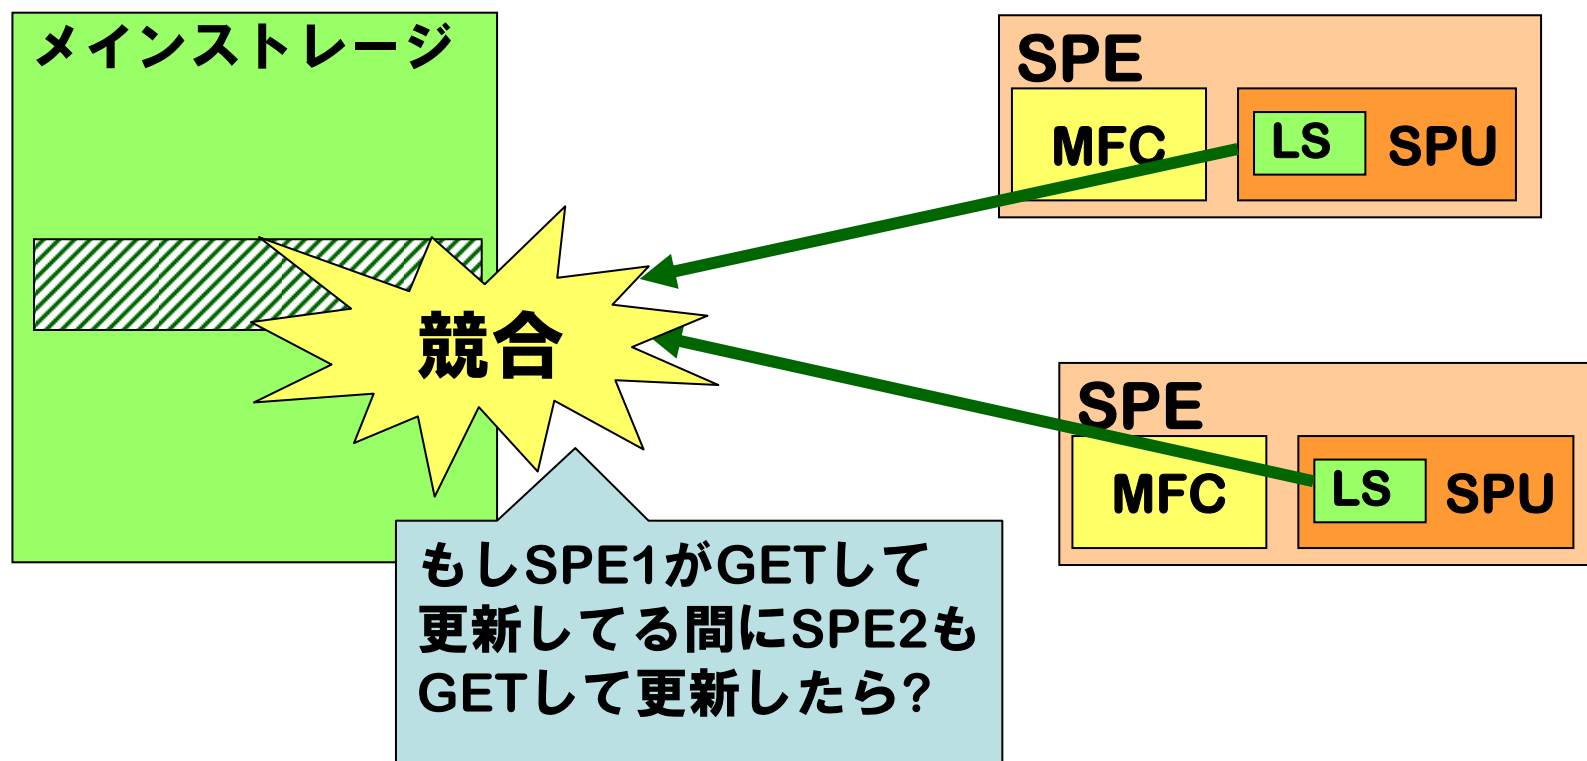 メインストレージ
SPE
MFC
LS
SPU
競合
SPE
MFC
LS
SPU
もしSPE1がGETして
更新してる間にSPE2も
GETして更新したら?